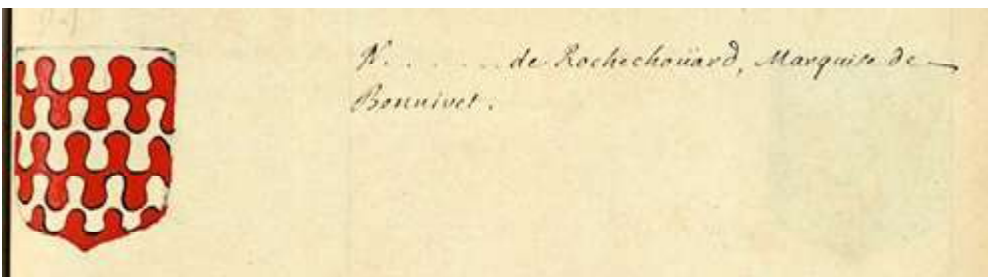 N. . . . . . . de Rochechoüard, Marquise de
Bonnivet.